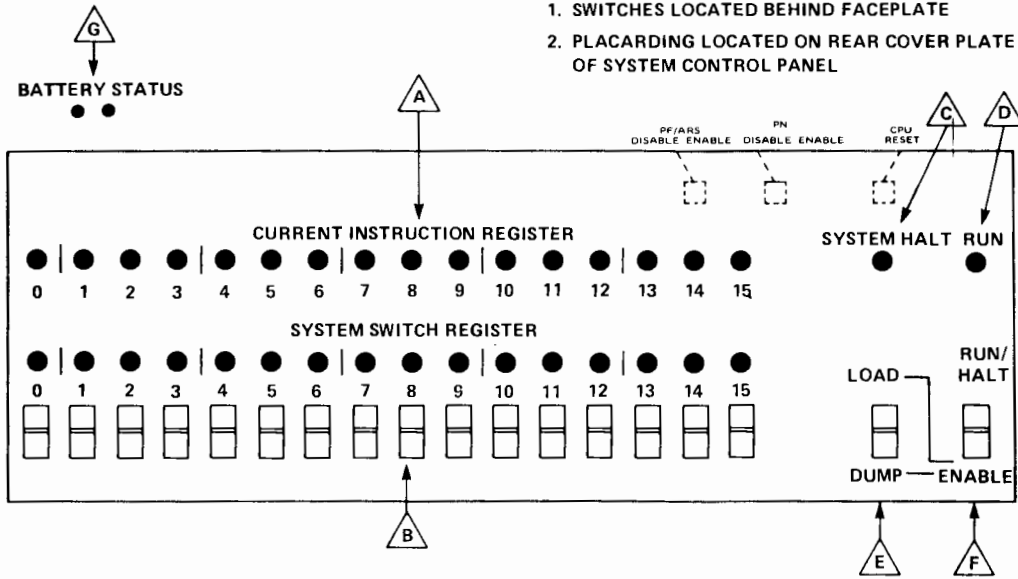 1. SWITCHES LOCATED BEHIND FACEPLATE
2. PLACARDING LOCATED ON REAR COVER PLATE
OF SYSTEM CONTROL PANEL
G
BATTERY STATUS
A
C
D
PF/ARS
DISABLE ENABLE
PN
DISABLE ENABLE
CPU
RESET
CURRENT INSTRUCTION REGISTER
SYSTEM HALT RUN
0 1 2 3 4 5 6 7 8 9 10 11 12 13 14 15
SYSTEM SWITCH REGISTER
0 1 2 3 4 5 6 7 8 9 10 11 12 13 14 15
LOAD
RUN/
HALT
DUMP ENABLE
B
E
F